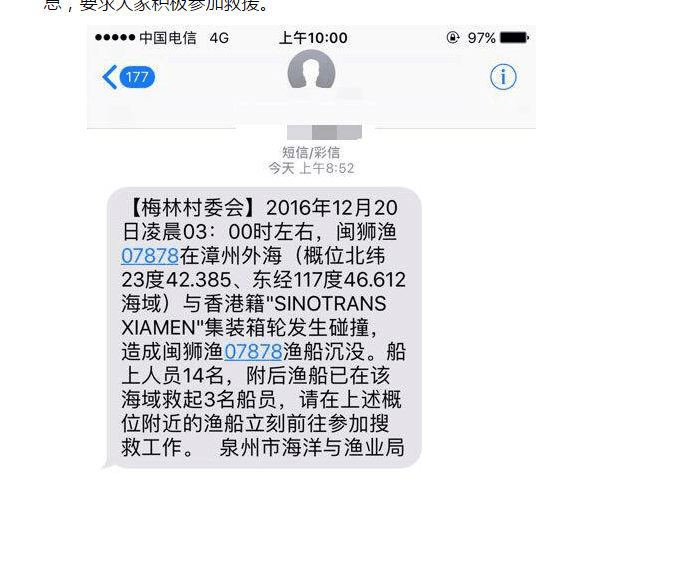 息，要求大家积极参加救援。
中国电信 4G 上午10:00 97%
177
短信/彩信
今天 上午8:52
【梅林村委会】2016年12月20
日凌晨03：00时左右，闽狮渔
07878在漳州外海（概位北纬
23度42.385、东经117度46.612
海域）与香港籍"SINOTRANS
XIAMEN"集装箱轮发生碰撞，
造成闽狮渔07878渔船沉没。船
上人员14名，附后渔船已在该
海域救起3名船员，请在上述概
位附近的渔船立刻前往参加搜
救工作。 泉州市海洋与渔业局